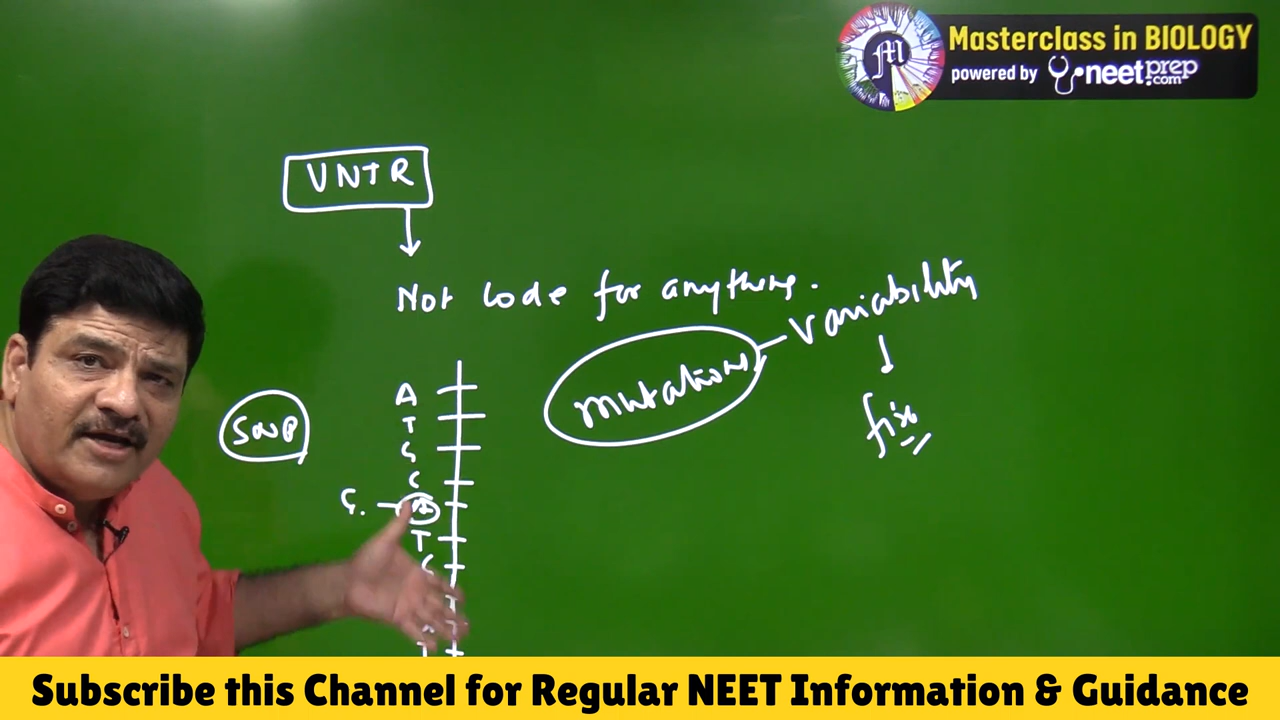 Masterclass in BIOLOGY
powered by neetprep.com
VNTR
Not code for anything.
mutations - variability
fix
SNP
A
T
G
C
G. - A
T
C
Subscribe this Channel for Regular NEET Information & Guidance